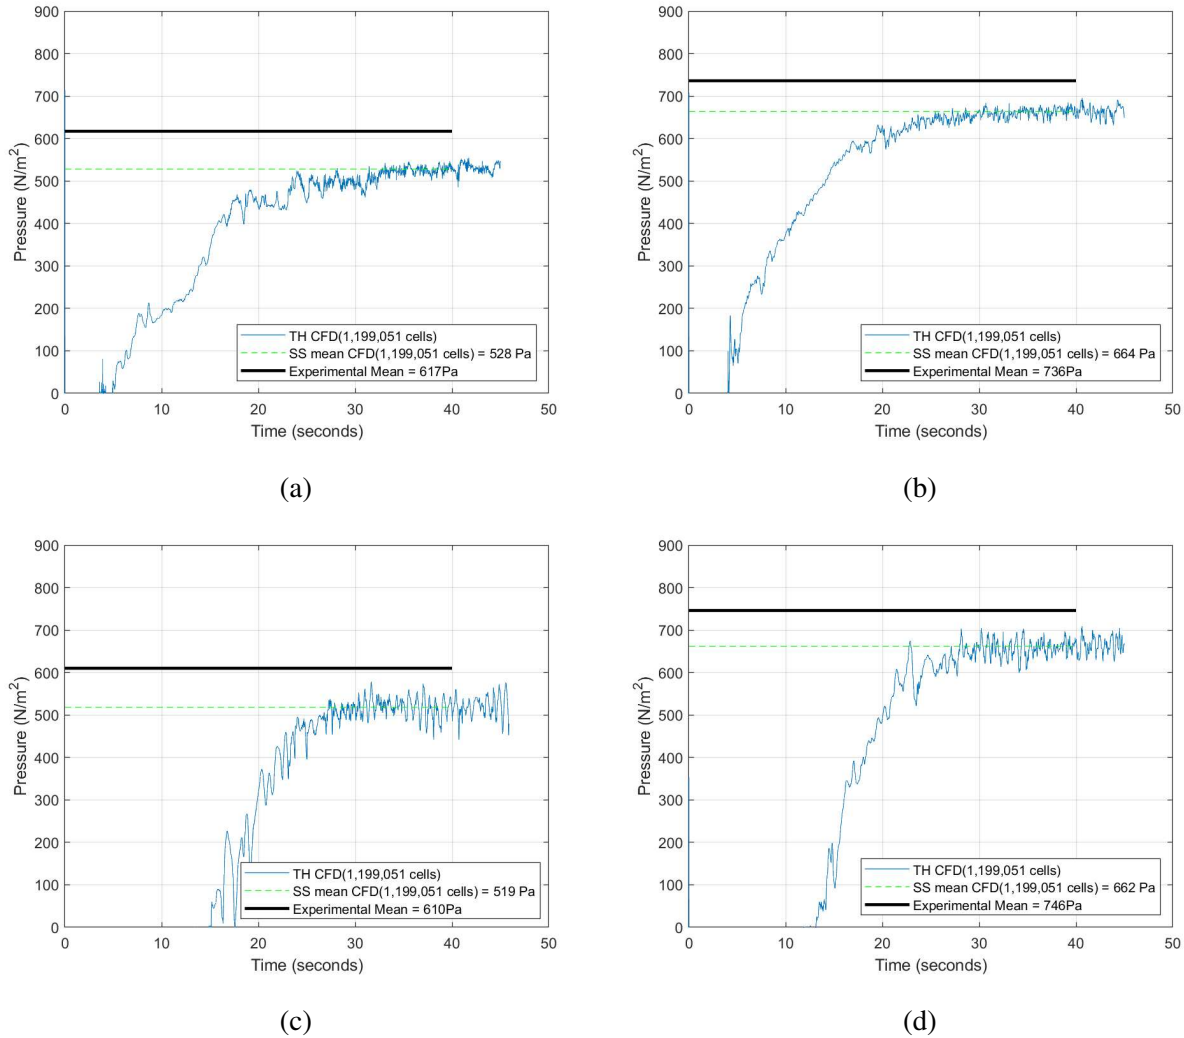 900
800
700
600
500
400
300
200
100
0
Pressure (N/m²)
TH CFD(1,199,051 cells)
SS mean CFD(1,199,051 cells) = 528 Pa
Experimental Mean = 617Pa
0 10 20 30 40 50
Time (seconds)
(a)
900
800
700
600
500
400
300
200
100
0
Pressure (N/m²)
TH CFD(1,199,051 cells)
SS mean CFD(1,199,051 cells) = 664 Pa
Experimental Mean = 736Pa
0 10 20 30 40 50
Time (seconds)
(b)
900
800
700
600
500
400
300
200
100
0
Pressure (N/m²)
TH CFD(1,199,051 cells)
SS mean CFD(1,199,051 cells) = 519 Pa
Experimental Mean = 610Pa
0 10 20 30 40 50
Time (seconds)
(c)
900
800
700
600
500
400
300
200
100
0
Pressure (N/m²)
TH CFD(1,199,051 cells)
SS mean CFD(1,199,051 cells) = 662 Pa
Experimental Mean = 746Pa
0 10 20 30 40 50
Time (seconds)
(d)